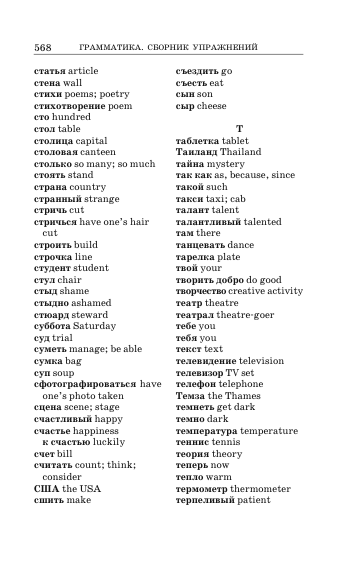 568 ГРАММАТИКА. СБОРНИК УПРАЖНЕНИЙ
статья article
стена wall
стихи poems; poetry
стихотворение poem
сто hundred
стол table
столица capital
столовая canteen
столько so many; so much
стоять stand
страна country
странный strange
стричь cut
стричься have one's hair
cut
строить build
строчка line
студент student
стул chair
стыд shame
стыдно ashamed
стюард steward
суббота Saturday
суд trial
суметь manage; be able
сумка bag
суп soup
сфотографироваться have
one's photo taken
сцена scene; stage
счастливый happy
счастье happiness
к счастью luckily
счет bill
считать count; think;
consider
США the USA
сшить make
съездить go
съесть eat
сын son
сыр cheese
Т
таблетка tablet
Таиланд Thailand
тайна mystery
так как as, because, since
такой such
такси taxi; cab
талант talent
талантливый talented
там there
танцевать dance
тарелка plate
твой your
творить добро do good
творчество creative activity
театр theatre
театрал theatre-goer
тебе you
тебя you
текст text
телевидение television
телевизор TV set
телефон telephone
Темза the Thames
темнеть get dark
темно dark
температура temperature
теннис tennis
теория theory
теперь now
тепло warm
термометр thermometer
терпеливый patient